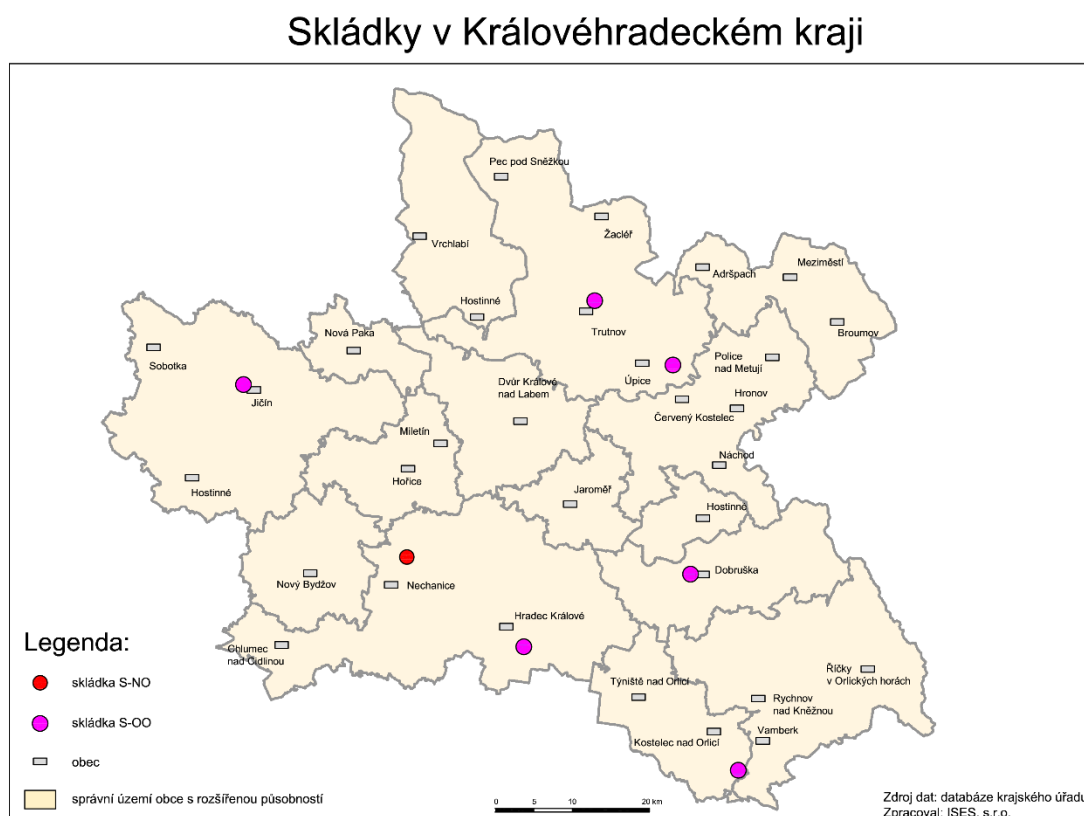 Skládky v Královéhradeckém kraji
Pec pod Sněžkou
Žacléř
Vrchlabí
Adršpach
Meziměstí
Hostinné
Trutnov
Broumov
Nová Paka
Sobotka
Police
nad Metují
Úpice
Dvůr Králové
nad Labem
Hronov
Jičín
Červený Kostelec
Miletín
Náchod
Hořice
Hostinné
Jaroměř
Hostinné
Dobruška
Nový Bydžov
Nechanice
Hradec Králové
Chlumec
nad Cidlinou
Týniště nad Orlicí
Říčky
v Orlických horách
Rychnov
nad Kněžnou
Kostelec nad Orlicí
Vamberk
Legenda:
skládka S-NO
skládka S-OO
obec
správní území obce s rozšířenou působností
0 5 10 20 km
Zdroj dat: databáze krajského úřadu
Zpracoval: ISES, s.r.o.